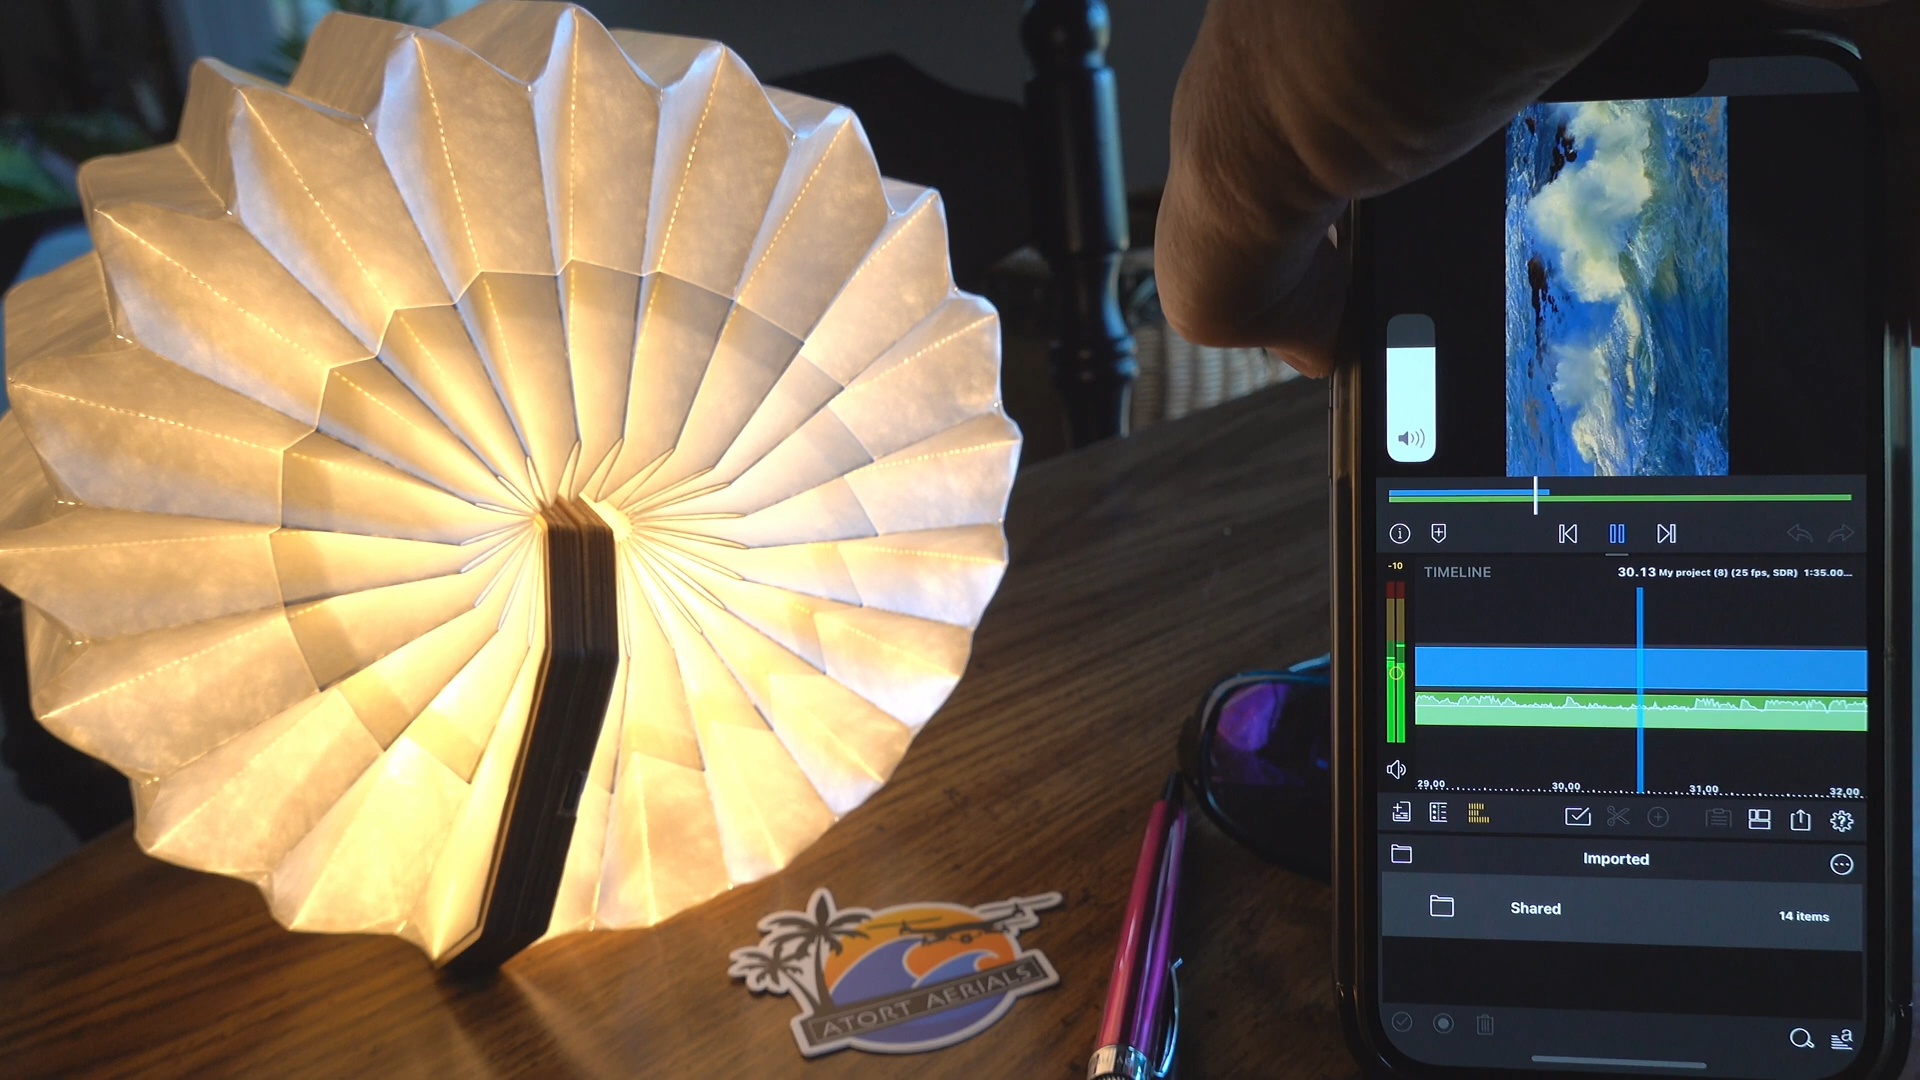 -10
TIMELINE
30.13 My project (8) (25 fps, SDR) 1:35.00...
29,00 30,00 31,00 32,00
Imported
Shared
14 items
ATORT AERIALS